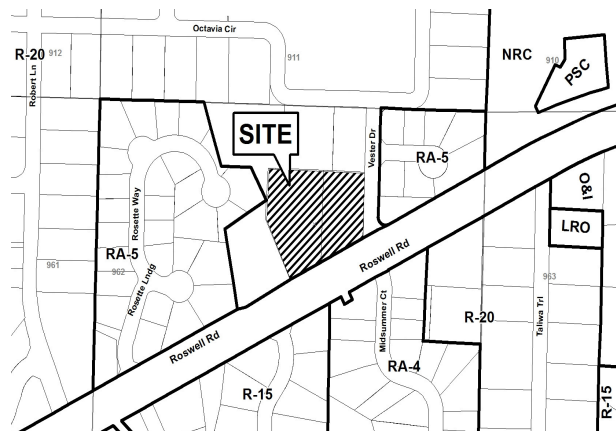 Octavia Cir
R-20
912
911
NRC
910
PSC
Robert Ln
SITE
Vester Dr
RA-5
Rosette Way
O&I
LRO
RA-5
961
962
Rosette Lndg
Roswell Rd
963
Midsummer Ct
R-20
Taliwa Trl
Roswell Rd
RA-4
R-15
R-15